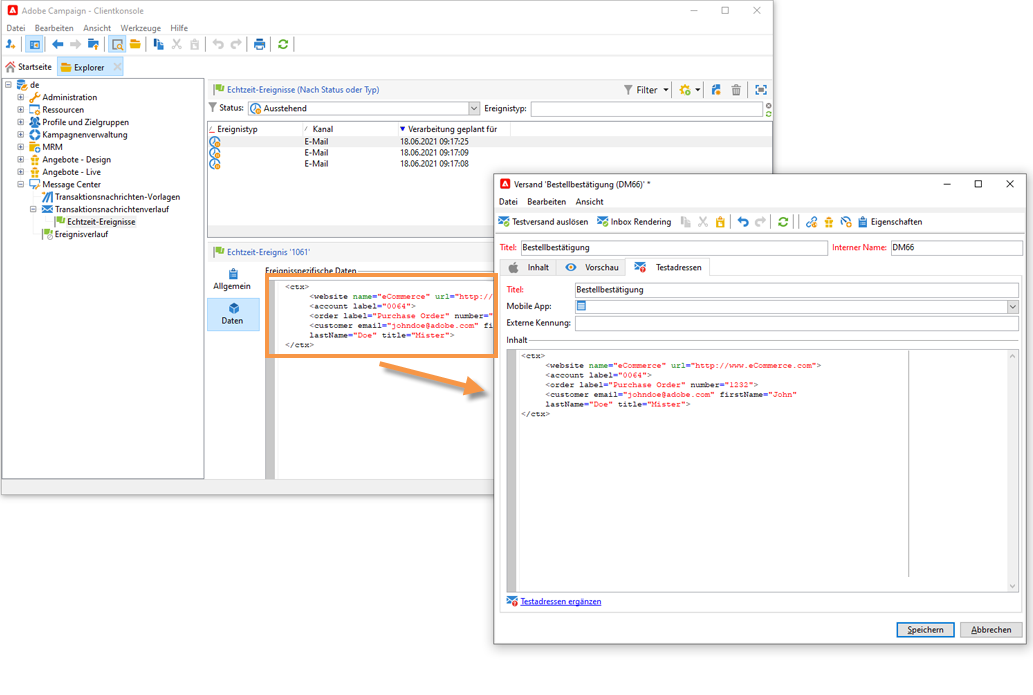 Adobe Campaign - Clientkonsole
Datei Bearbeiten Ansicht Werkzeuge Hilfe
Startseite Explorer
de
Administration
Ressourcen
Profile und Zielgruppen
Kampagnenverwaltung
MRM
Angebote - Design
Angebote - Live
Message Center
Transaktionsnachrichten-Vorlagen
Transaktionsnachrichtenverlauf
Echtzeit-Ereignisse
Ereignisverlauf
Echtzeit-Ereignisse (Nach Status oder Typ)
Filter
Status: Ausstehend Ereignistyp:
Ereignistyp Kanal Verarbeitung geplant für
E-Mail 18.06.2021 09:17:25
E-Mail 18.06.2021 09:17:09
E-Mail 18.06.2021 09:17:08
Echtzeit-Ereignis '1061'
Allgemein
Daten
Ereignisspezifische Daten
<ctx>
<website name="eCommerce" url="http://
<account label="0064">
<order label="Purchase Order" number="
<customer email="johndoe@adobe.com" fi
lastName="Doe" title="Mister">
</ctx>
Versand 'Bestellbestätigung (DM66)' *
Datei Bearbeiten Ansicht
Testversand auslösen Inbox Rendering Eigenschaften
Titel: Bestellbestätigung Interner Name: DM66
Inhalt Vorschau Testadressen
Titel: Bestellbestätigung
Mobile App:
Externe Kennung:
Inhalt
<ctx>
<website name="eCommerce" url="http://www.eCommerce.com">
<account label="0064">
<order label="Purchase Order" number="1232">
<customer email="johndoe@adobe.com" firstName="John"
lastName="Doe" title="Mister">
</ctx>
Testadressen ergänzen
Speichern Abbrechen